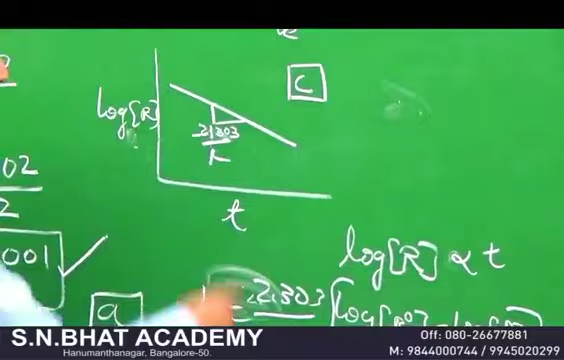 C
log[R]
-2.303
K
t
02
2
001
log[R] ∝ t
a
2.303
S.N.BHAT ACADEMY
Hanumanthanagar, Bangalore-50.
Off: 080-26677881
M: 9844000744 / 9945020299